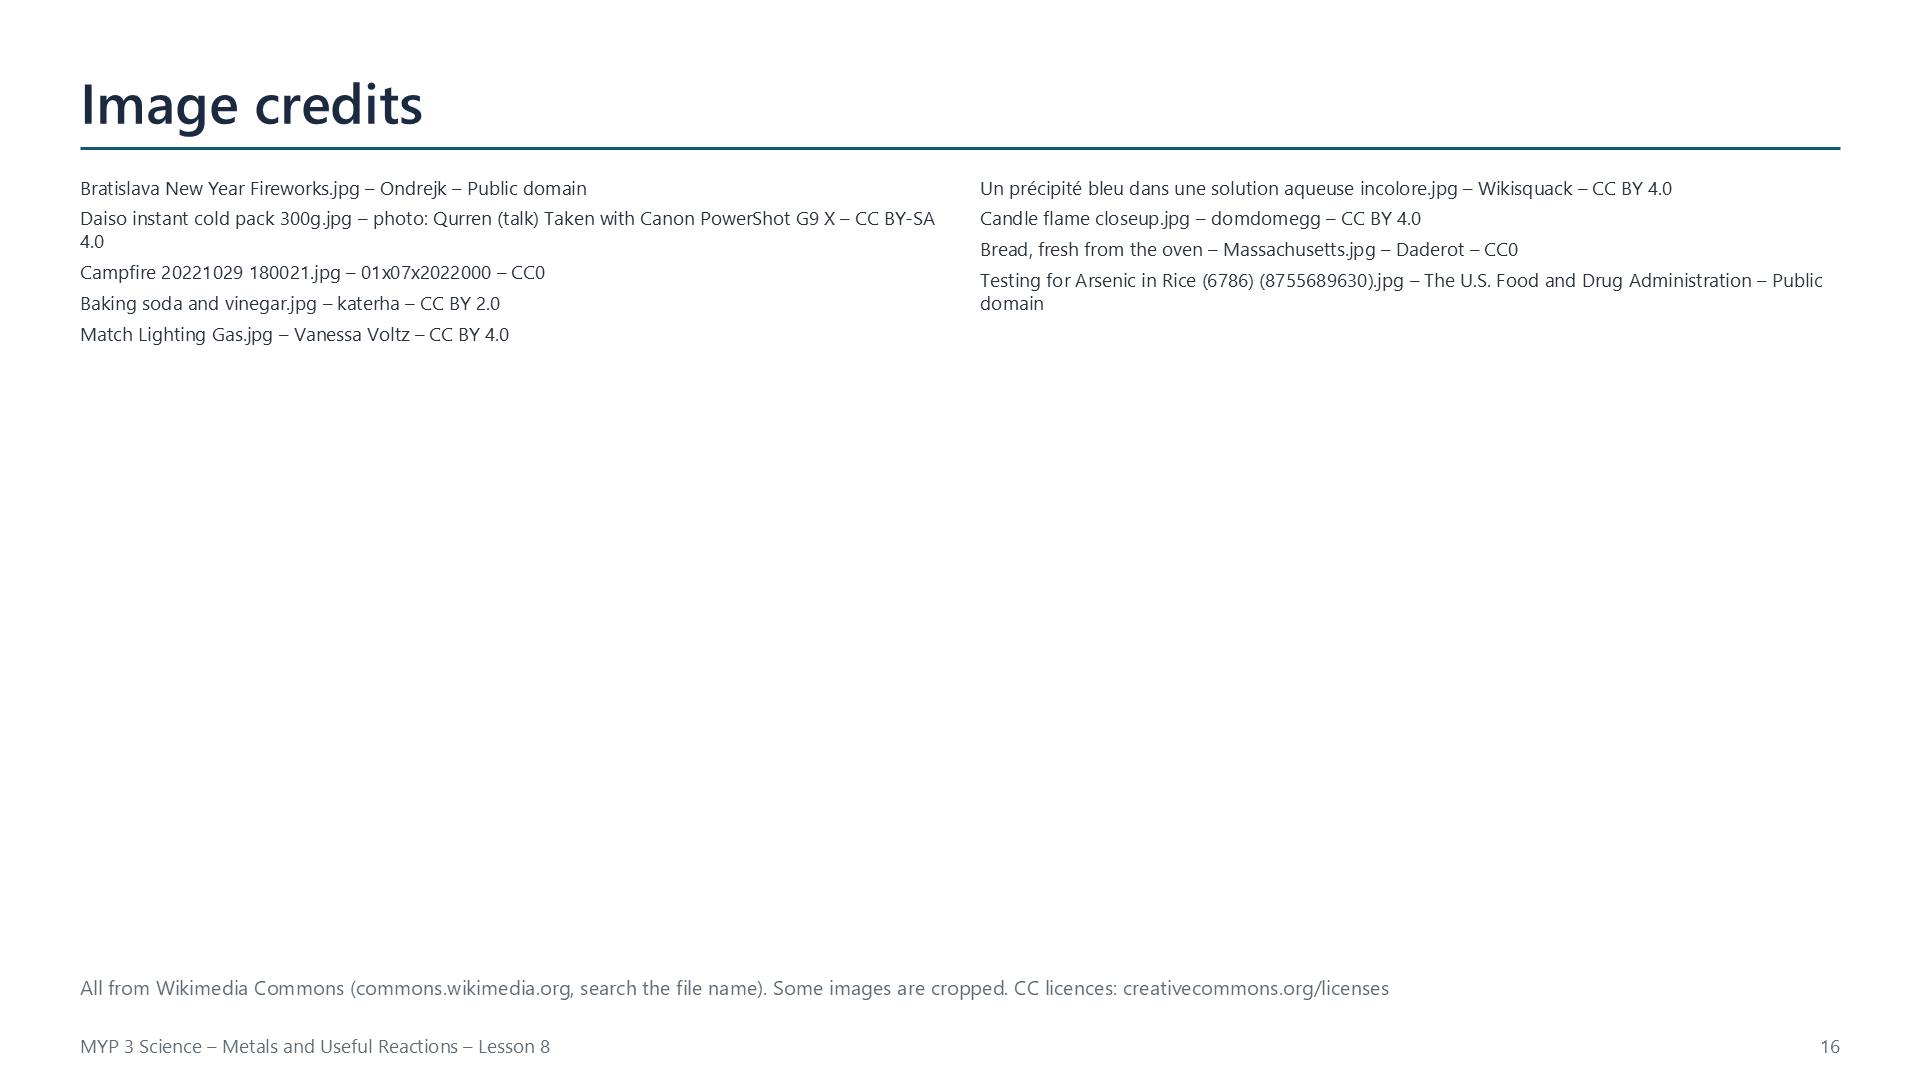 Image credits
Bratislava New Year Fireworks.jpg – Ondrejk – Public domain
Daiso instant cold pack 300g.jpg – photo: Qurren (talk) Taken with Canon PowerShot G9 X – CC BY-SA
4.0
Campfire 20221029 180021.jpg – 01x07x2022000 – CC0
Baking soda and vinegar.jpg – katerha – CC BY 2.0
Match Lighting Gas.jpg – Vanessa Voltz – CC BY 4.0
Un précipité bleu dans une solution aqueuse incolore.jpg – Wikisquack – CC BY 4.0
Candle flame closeup.jpg – domdomegg – CC BY 4.0
Bread, fresh from the oven – Massachusetts.jpg – Daderot – CC0
Testing for Arsenic in Rice (6786) (8755689630).jpg – The U.S. Food and Drug Administration – Public
domain
All from Wikimedia Commons (commons.wikimedia.org, search the file name). Some images are cropped. CC licences: creativecommons.org/licenses
MYP 3 Science – Metals and Useful Reactions – Lesson 8
16